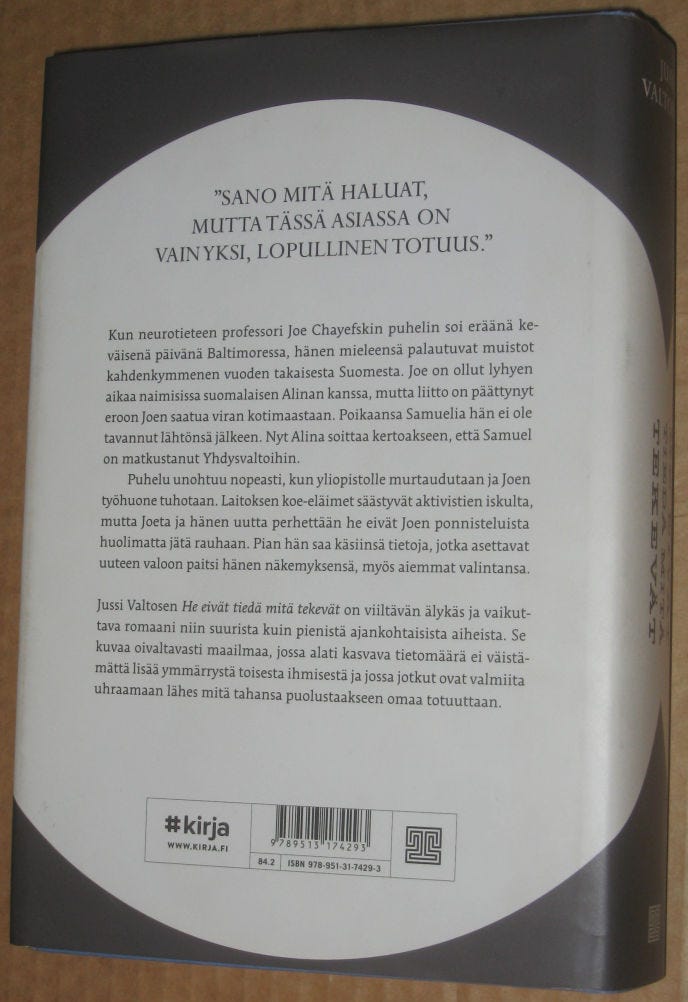 ”SANO MITÄ HALUAT,
MUTTA TÄSSÄ ASIASSA ON
VAIN YKSI, LOPULLINEN TOTUUS.”
Kun neurotieteen professori Joe Chayefskin puhelin soi eräänä ke-
väisenä päivänä Baltimoressa, hänen mieleensä palautuvat muistot
kahdenkymmenen vuoden takaisesta Suomesta. Joe on ollut lyhyen
aikaa naimisissa suomalaisen Alinan kanssa, mutta liitto on päättynyt
eroon Joen saatua viran kotimaastaan. Poikaansa Samuelia hän ei ole
tavannut lähtönsä jälkeen. Nyt Alina soittaa kertoakseen, että Samuel
on matkustanut Yhdysvaltoihin.
Puhelu unohtuu nopeasti, kun yliopistolle murtaudutaan ja Joen
työhuone tuhotaan. Laitoksen koe-eläimet säästyvät aktivistien iskulta,
mutta Joeta ja hänen uutta perhettään he eivät Joen ponnisteluista
huolimatta jätä rauhaan. Pian hän saa käsiinsä tietoja, jotka asettavat
uuteen valoon paitsi hänen näkemyksensä, myös aiemmat valintansa.
Jussi Valtosen He eivät tiedä mitä tekevät on viiltävän älykäs ja vaikut-
tava romaani niin suurista kuin pienistä ajankohtaisista aiheista. Se
kuvaa oivaltavasti maailmaa, jossa alati kasvava tietomäärä ei väistä-
mättä lisää ymmärrystä toisesta ihmisestä ja jossa jotkut ovat valmiita
uhraamaan lähes mitä tahansa puolustaakseen omaa totuuttaan.
#kirja
WWW.KIRJA.FI
9 789513 174293
84.2 ISBN 978-951-31-7429-3
TIEDÄ MITÄ
TEKEVÄT